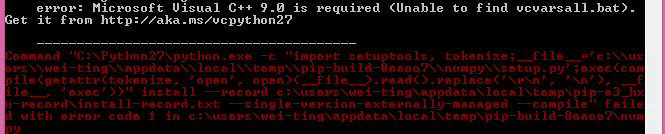 error: Microsoft Visual C++ 9.0 is required (Unable to find vcvarsall.bat).
Get it from http://aka.ms/vcpython27
----------------------------------------
Command "C:\Python27\python.exe -c "import setuptools, tokenize;__file__='c:\\us
ers\\wei-ting\\appdata\\local\\temp\\pip-build-8oaoo7\\numpy\\setup.py';exec(com
pile(getattr(tokenize, 'open', open)(__file__).read().replace('\r\n', '\n'), __f
ile__, 'exec'))" install --record c:\users\wei-ting\appdata\local\temp\pip-e3_hx
u-record\install-record.txt --single-version-externally-managed --compile" faile
d with error code 1 in c:\users\wei-ting\appdata\local\temp\pip-build-8oaoo7\num
py